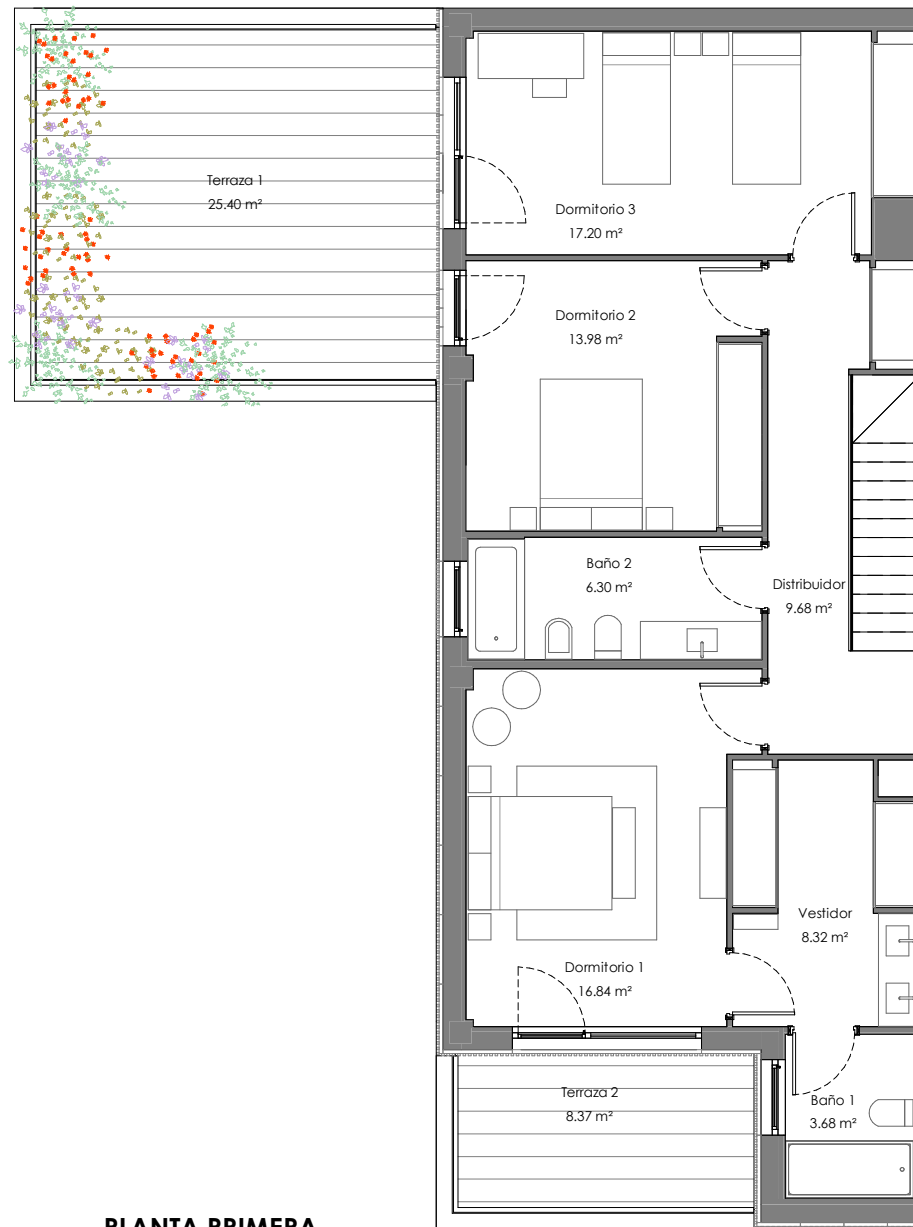 Terraza 1
25.40 m²
Dormitorio 3
17.20 m²
Dormitorio 2
13.98 m²
Baño 2
6.30 m²
Distribuidor
9.68 m²
Vestidor
8.32 m²
Dormitorio 1
16.84 m²
Terraza 2
8.37 m²
Baño 1
3.68 m²
PLANTA PRIMERA